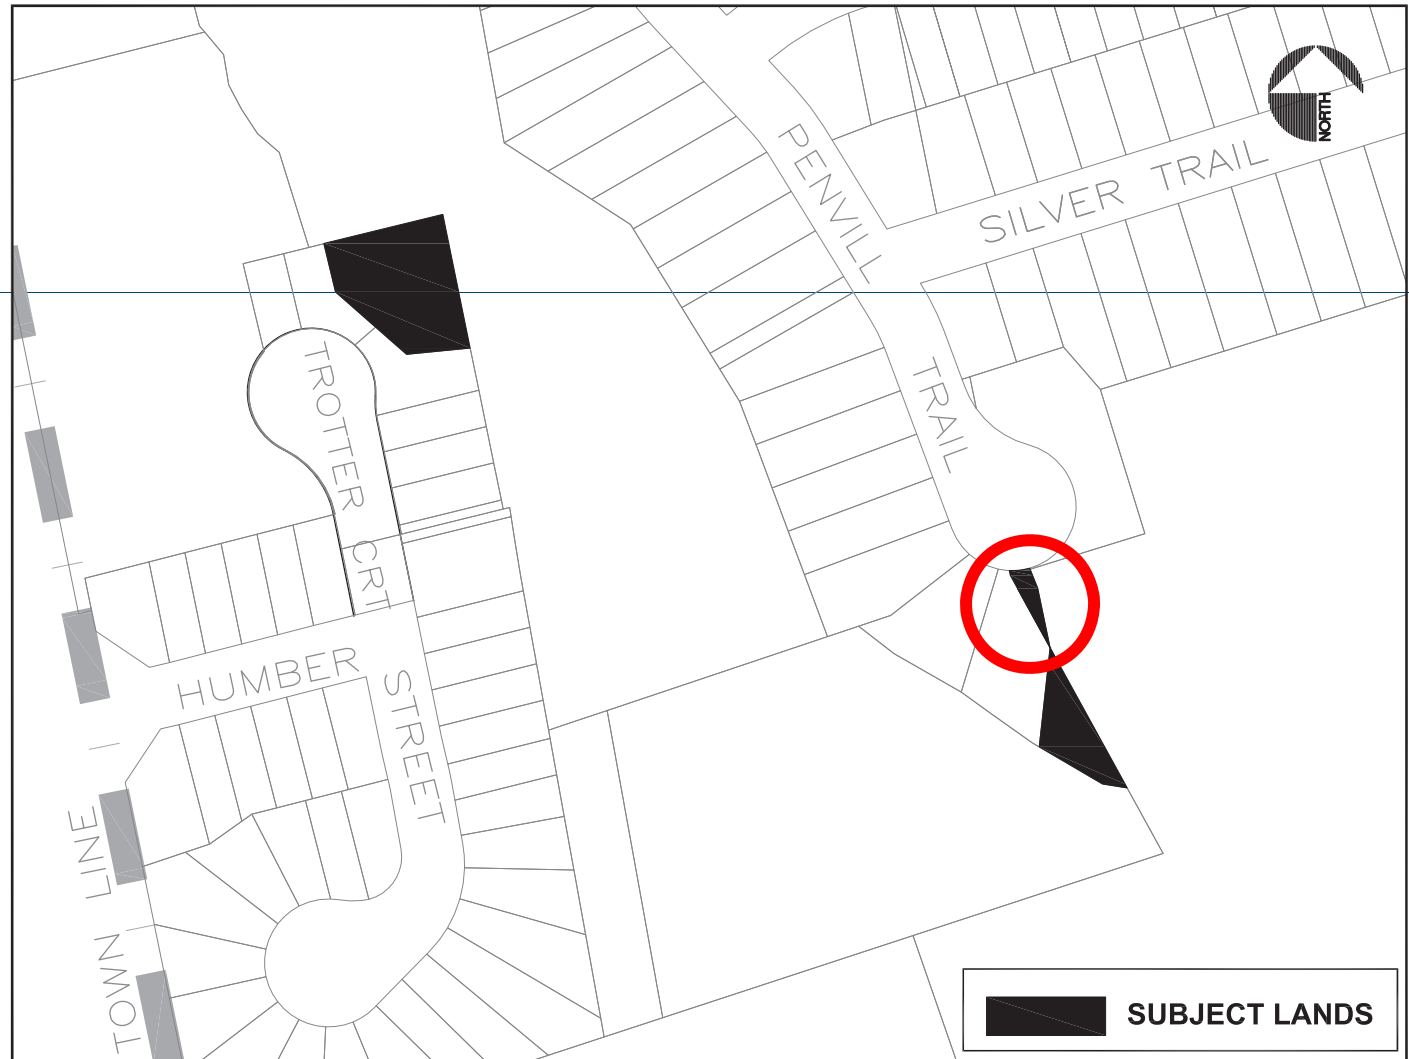 NORTH
PENVILL TRAIL
SILVER TRAIL
TROTTER CRT
HUMBER STREET
TOWN LINE
SUBJECT LANDS